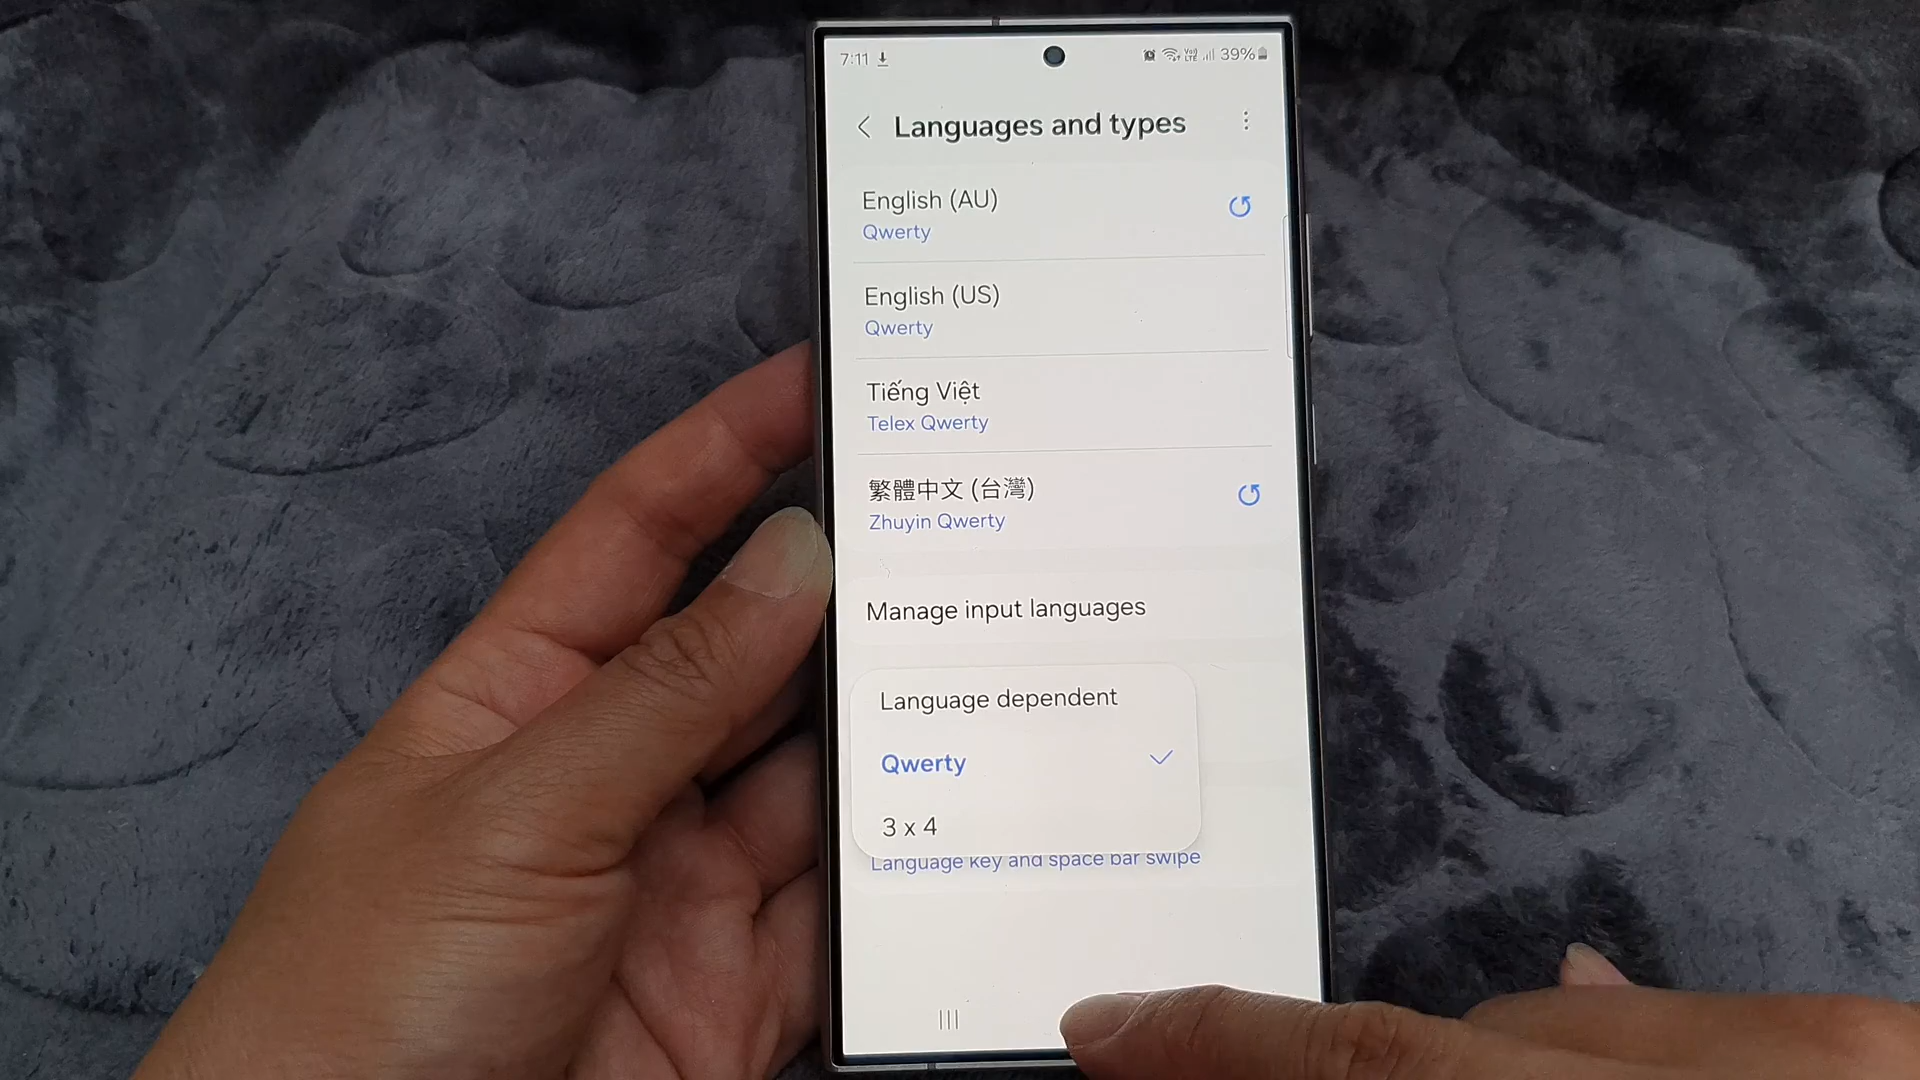 7:11
Vo) LTE 39%
Languages and types
English (AU)
Qwerty
English (US)
Qwerty
Tiếng Việt
Telex Qwerty
繁體中文 (台灣)
Zhuyin Qwerty
Manage input languages
Language dependent
Qwerty
3 x 4
Language key and space bar swipe